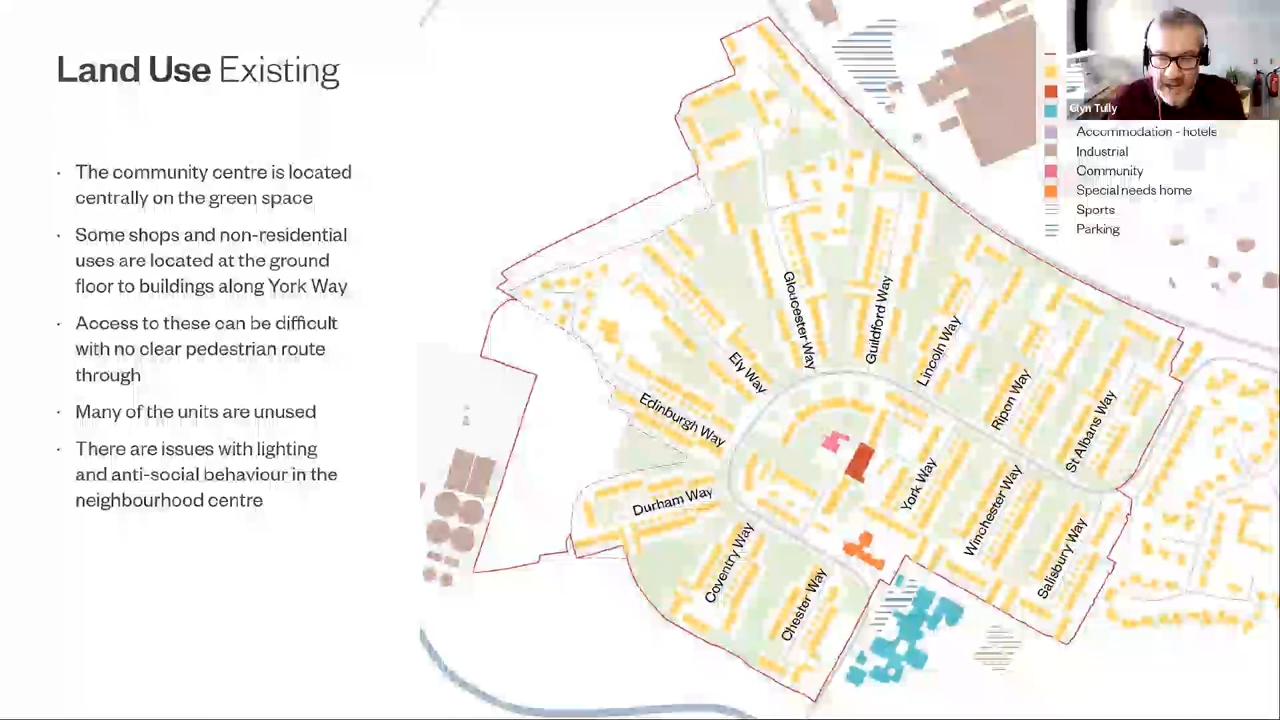 Land Use Existing
· The community centre is located
centrally on the green space
· Some shops and non-residential
uses are located at the ground
floor to buildings along York Way
· Access to these can be difficult
with no clear pedestrian route
through
· Many of the units are unused
· There are issues with lighting
and anti-social behaviour in the
neighbourhood centre
Glyn Tully
Accommodation - hotels
Industrial
Community
Special needs home
Sports
Parking
Gloucester Way
Guildford Way
Lincoln Way
Ely Way
Ripon Way
St Albans Way
Edinburgh Way
York Way
Winchester Way
Durham Way
Salisbury Way
Coventry Way
Chester Way